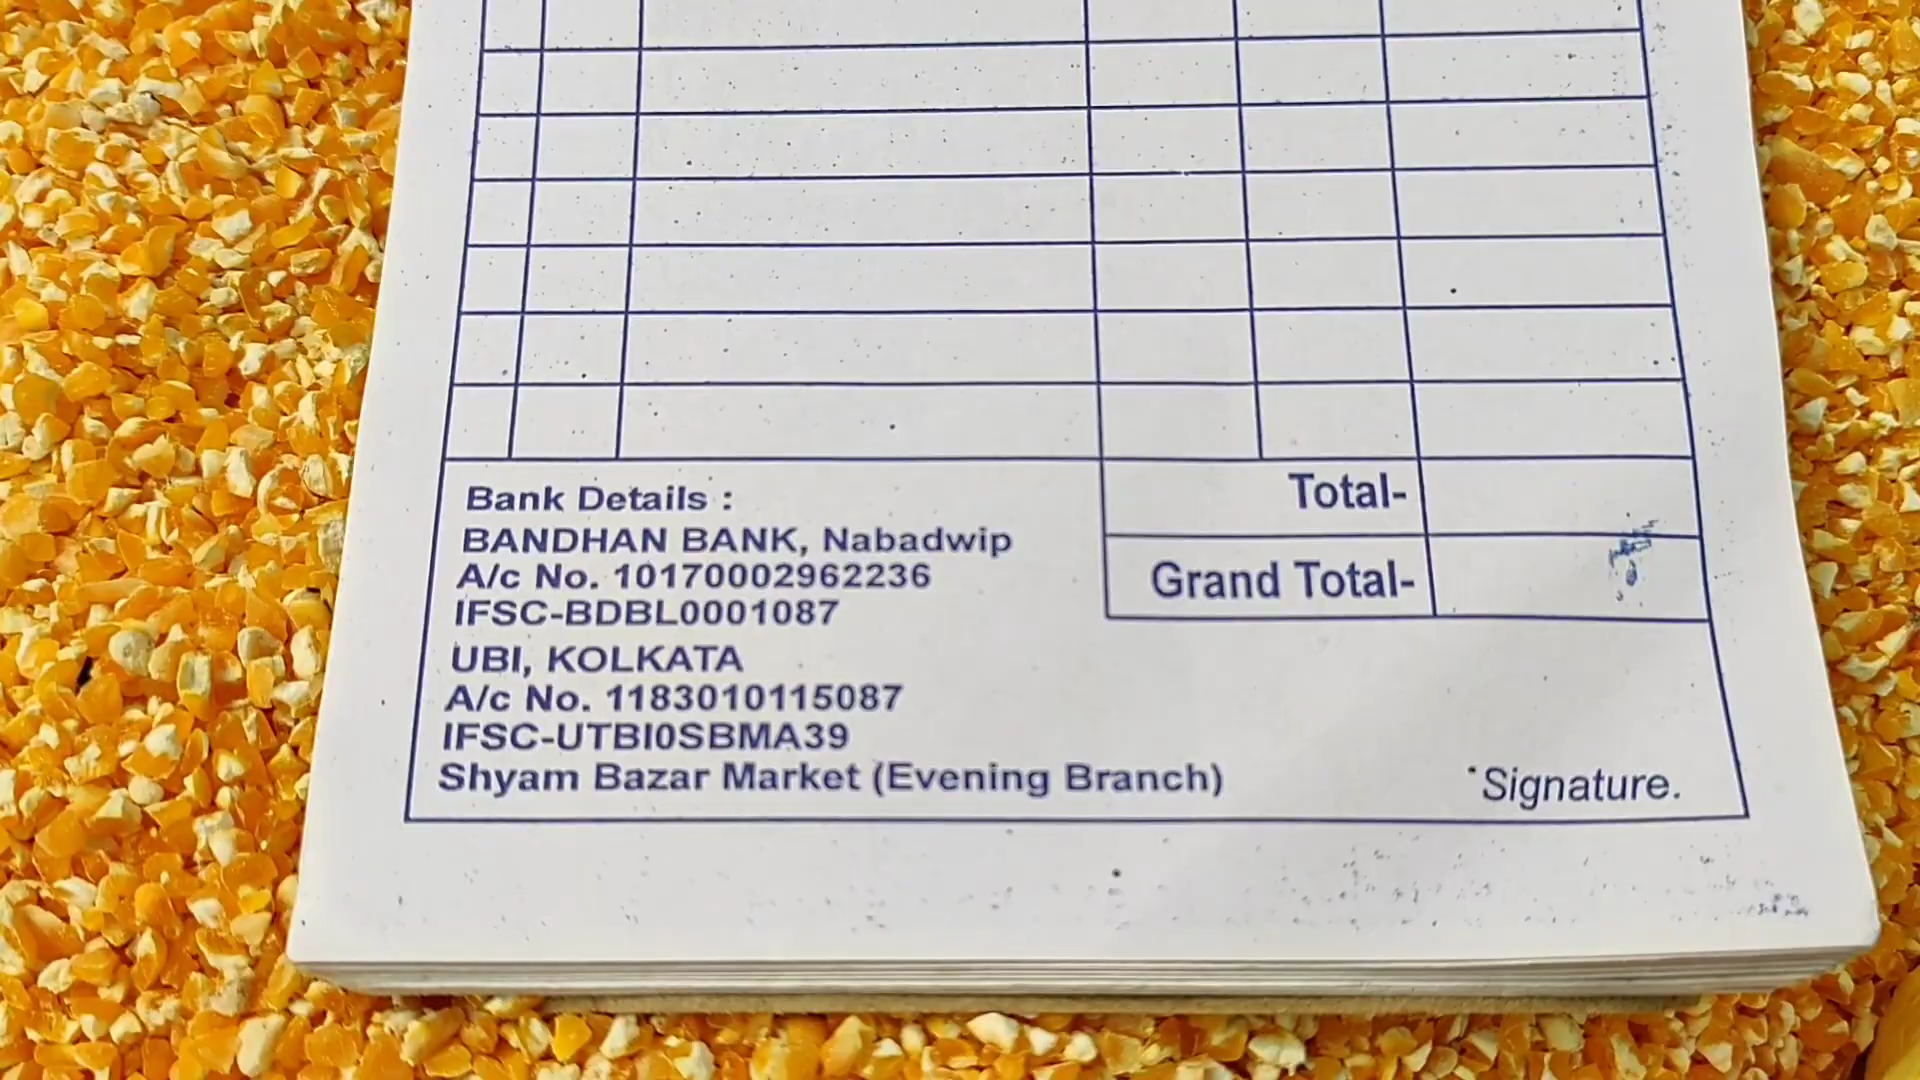 Bank Details :
BANDHAN BANK, Nabadwip
A/c No. 10170002962236
IFSC-BDBL0001087
UBI, KOLKATA
A/c No. 1183010115087
IFSC-UTBI0SBMA39
Shyam Bazar Market (Evening Branch)
Total-
Grand Total-
Signature.